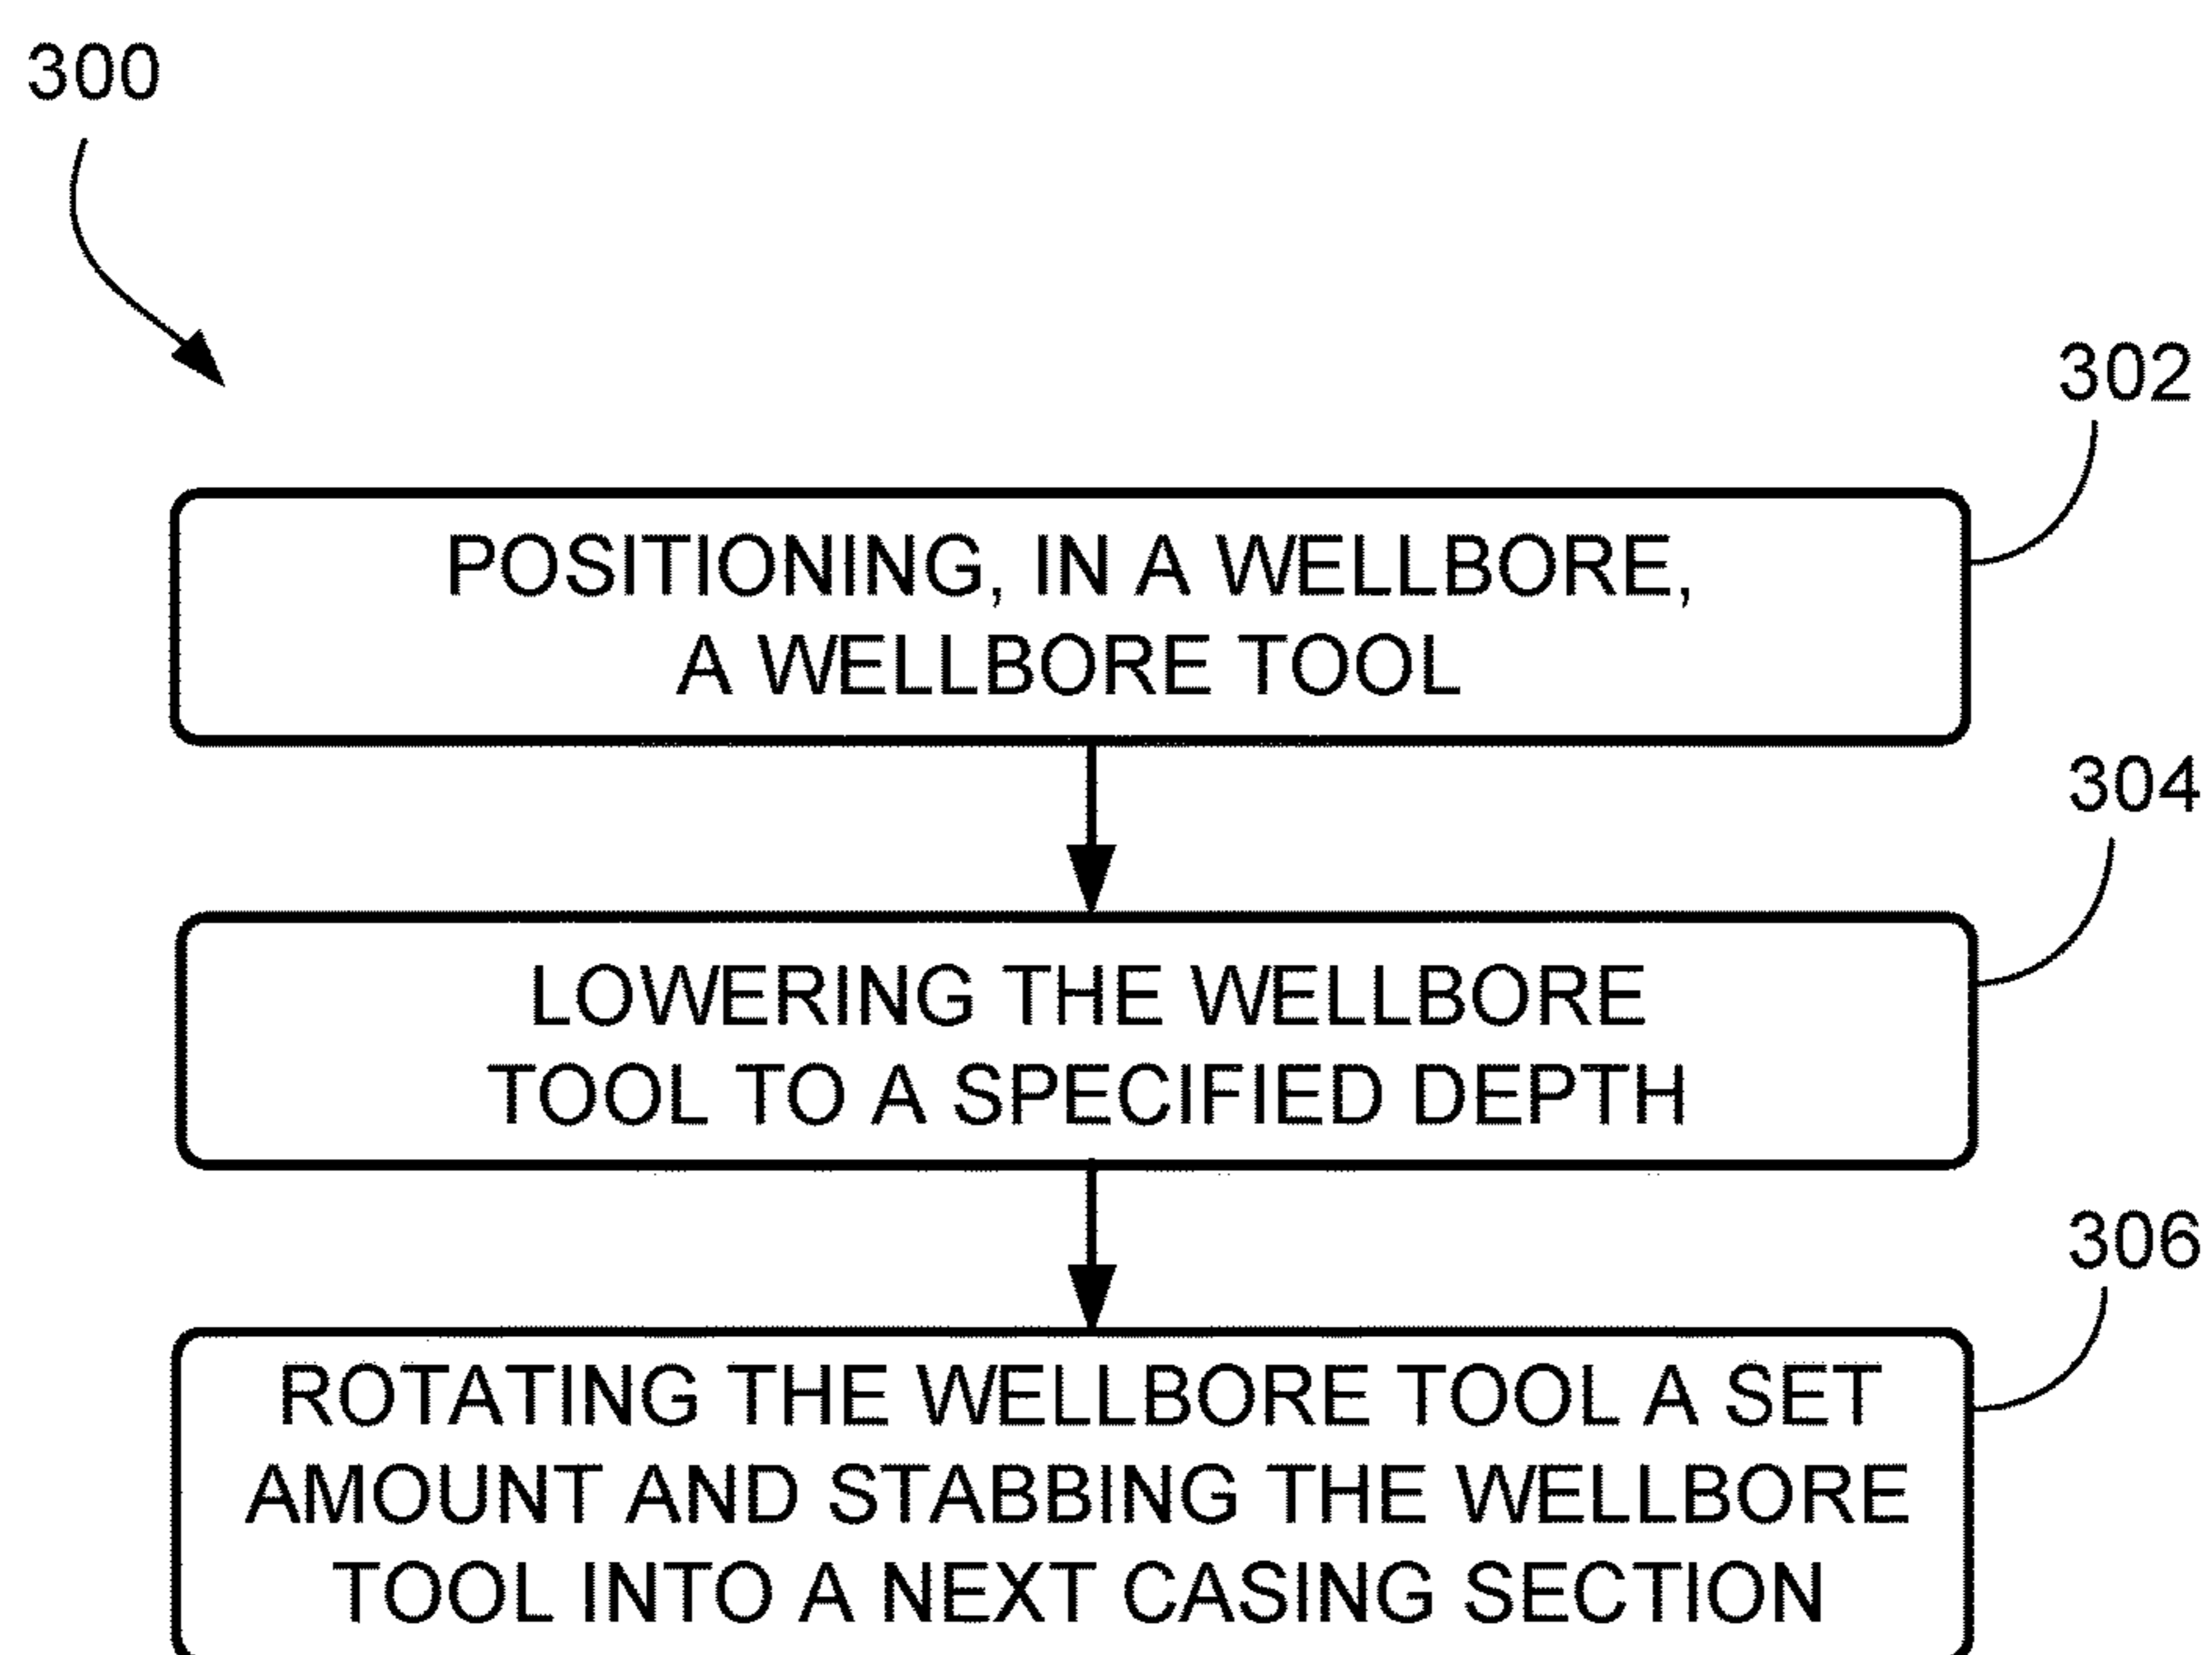 300
302
POSITIONING, IN A WELLBORE,
A WELLBORE TOOL
304
LOWERING THE WELLBORE
TOOL TO A SPECIFIED DEPTH
306
ROTATING THE WELLBORE TOOL A SET
AMOUNT AND STABBING THE WELLBORE
TOOL INTO A NEXT CASING SECTION